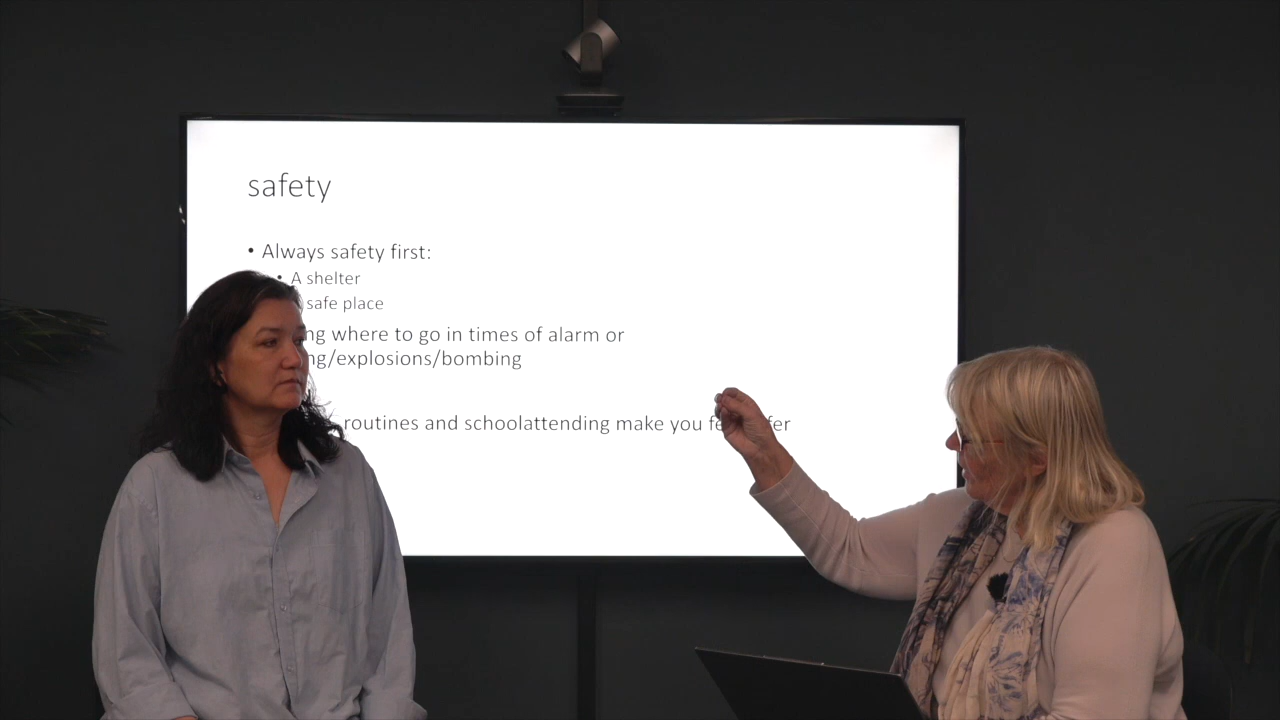 safety
• Always safety first:
• A shelter
safe place
where to go in times of alarm or
/explosions/bombing
routines and schoolattending make you